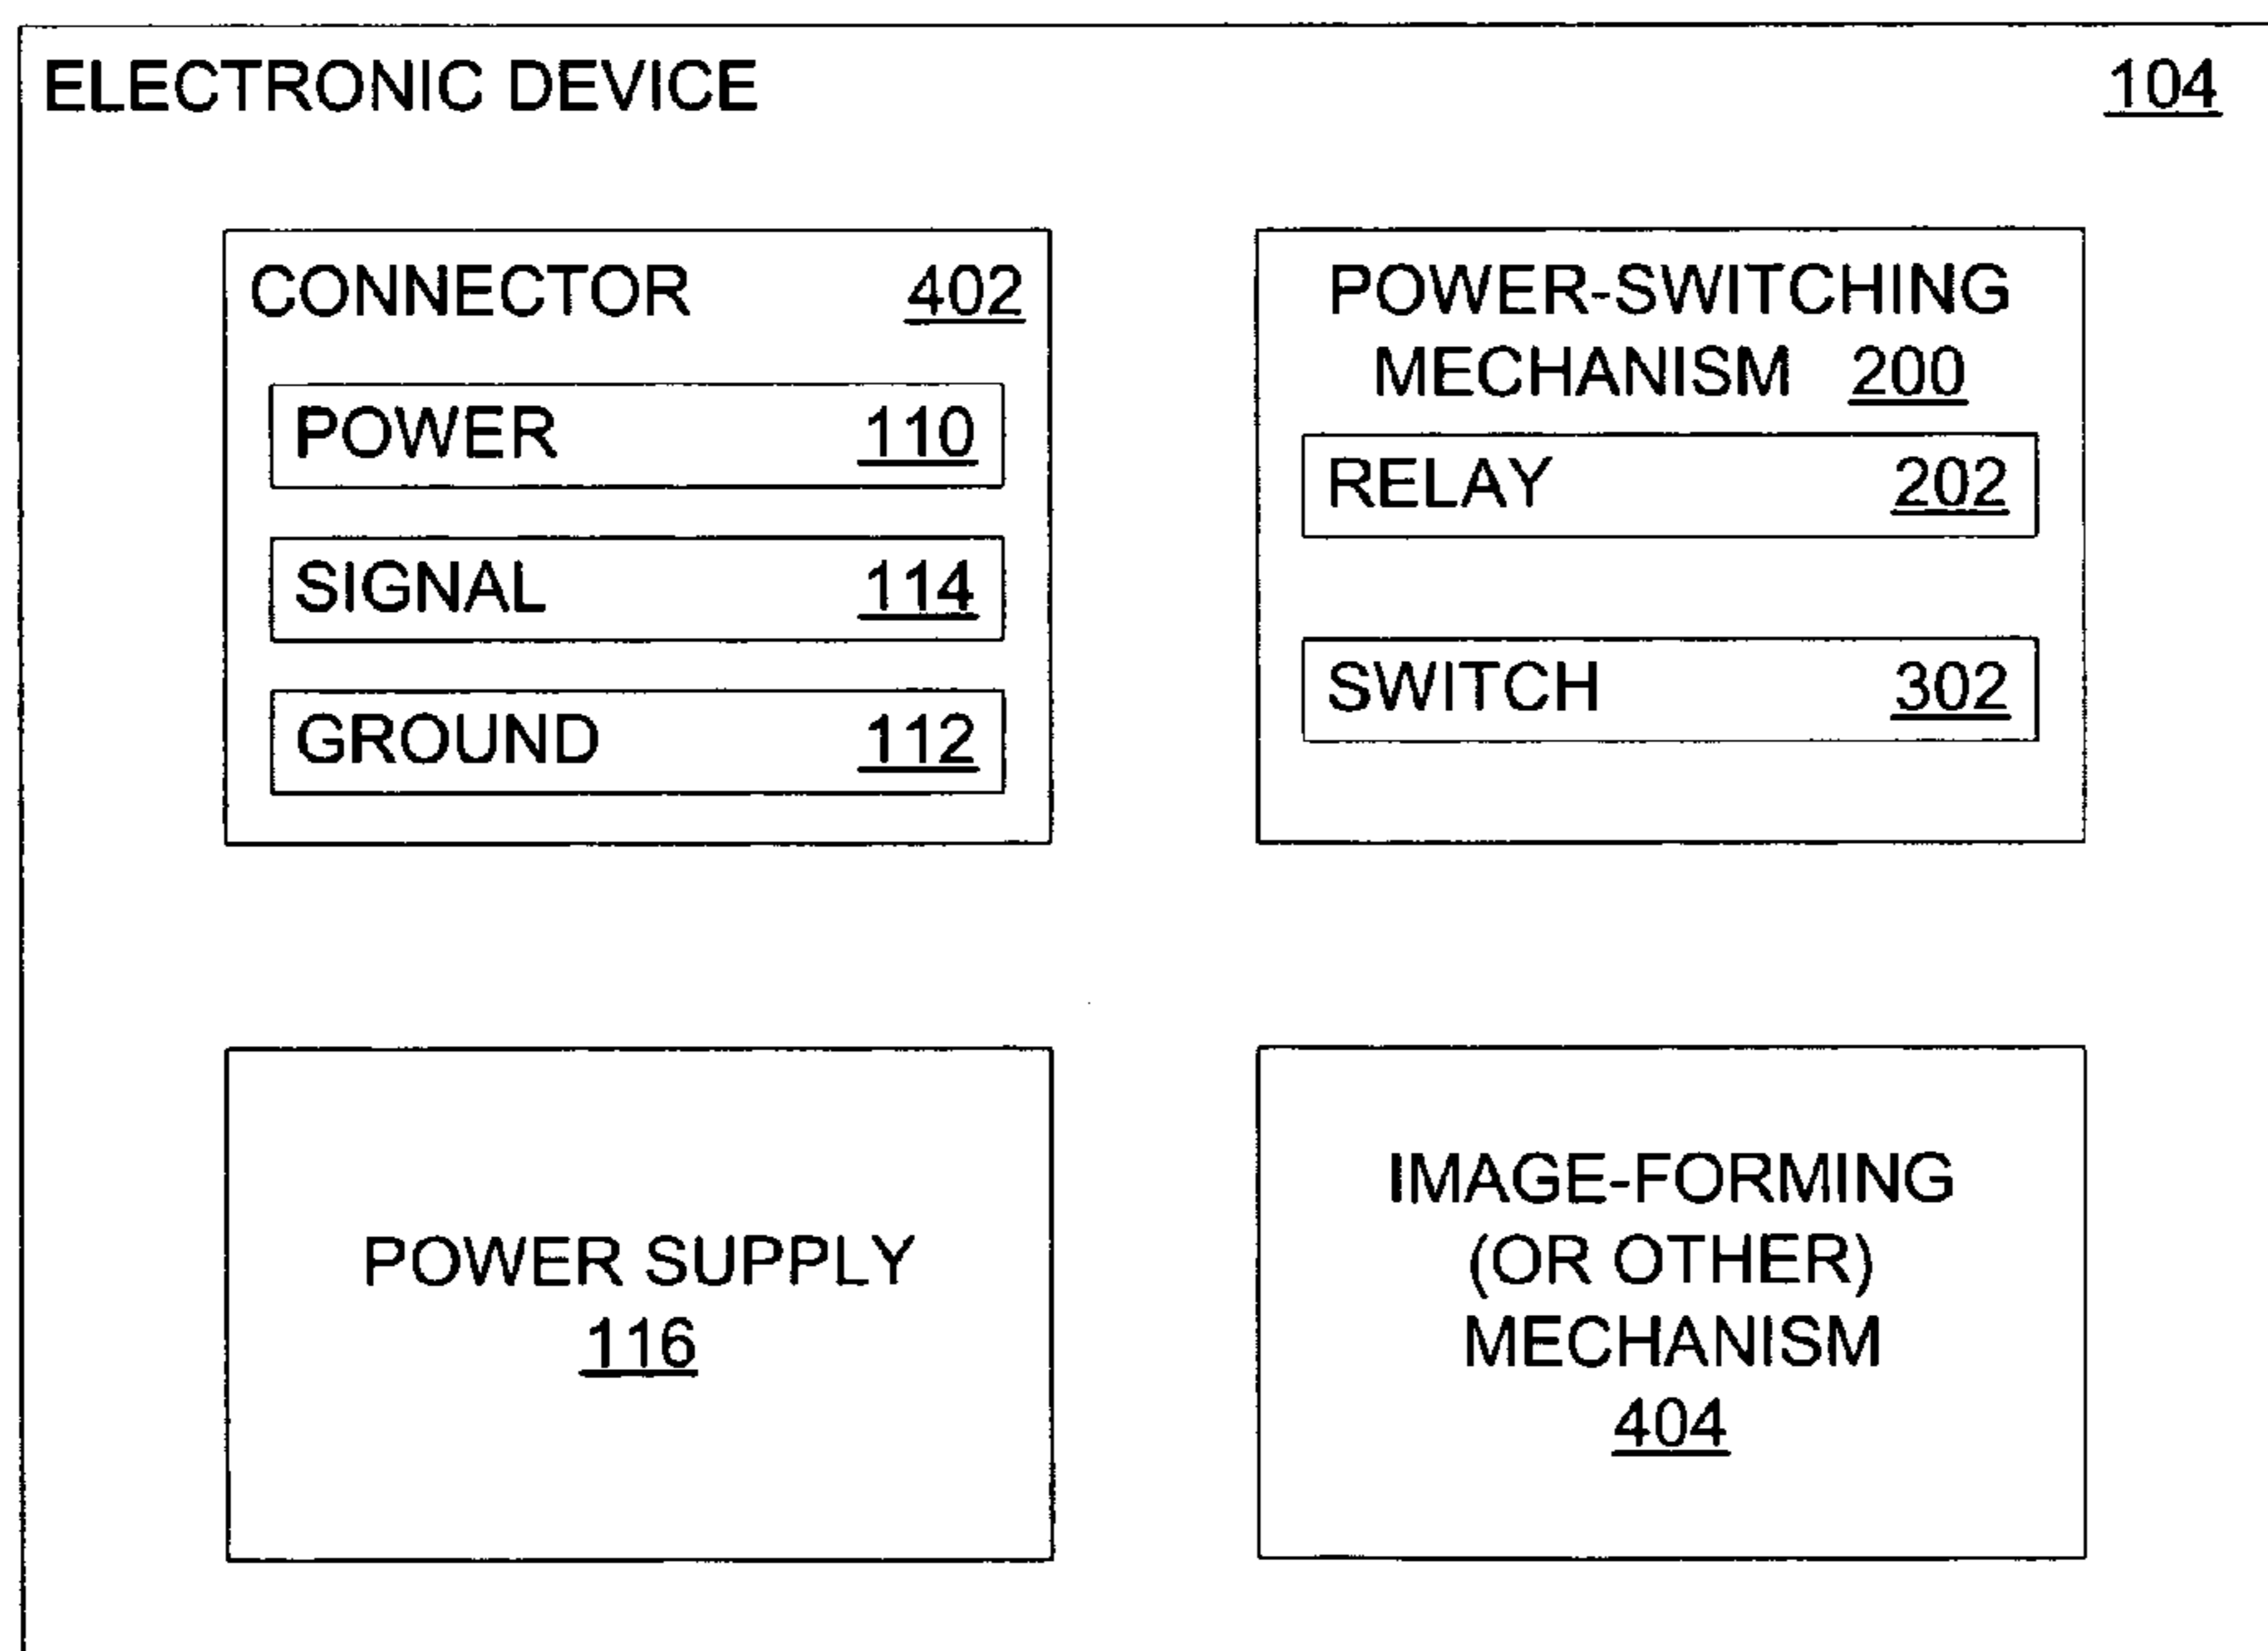 ELECTRONIC DEVICE 104
CONNECTOR 402
POWER 110
SIGNAL 114
GROUND 112
POWER-SWITCHING
MECHANISM 200
RELAY 202
SWITCH 302
POWER SUPPLY
116
IMAGE-FORMING
(OR OTHER)
MECHANISM
404